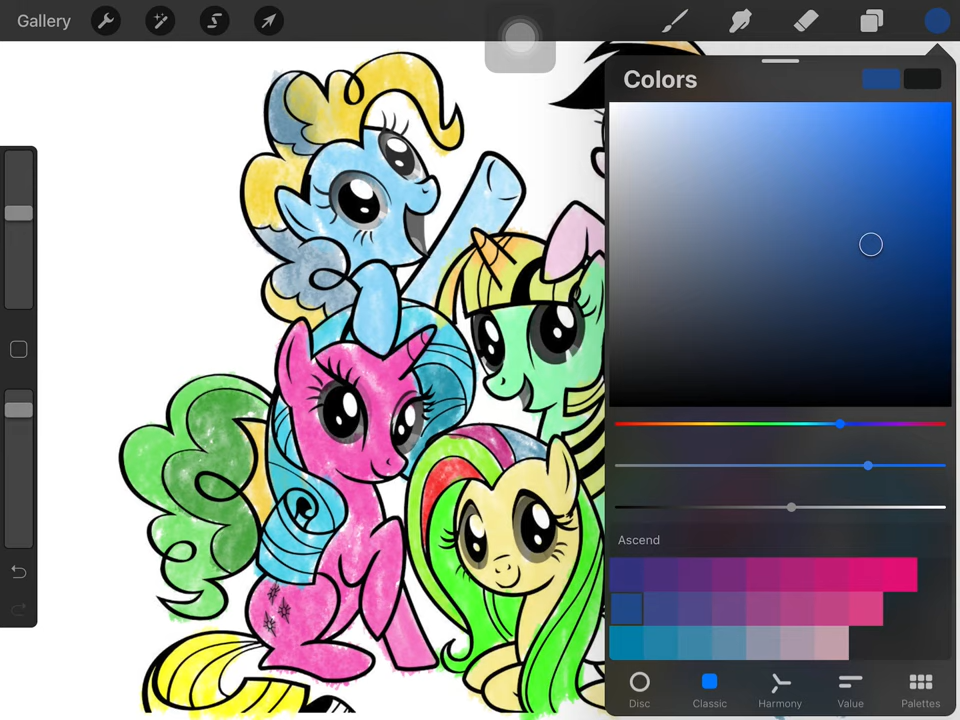 Gallery
Colors
Ascend
Disc
Classic
Harmony
Value
Palettes